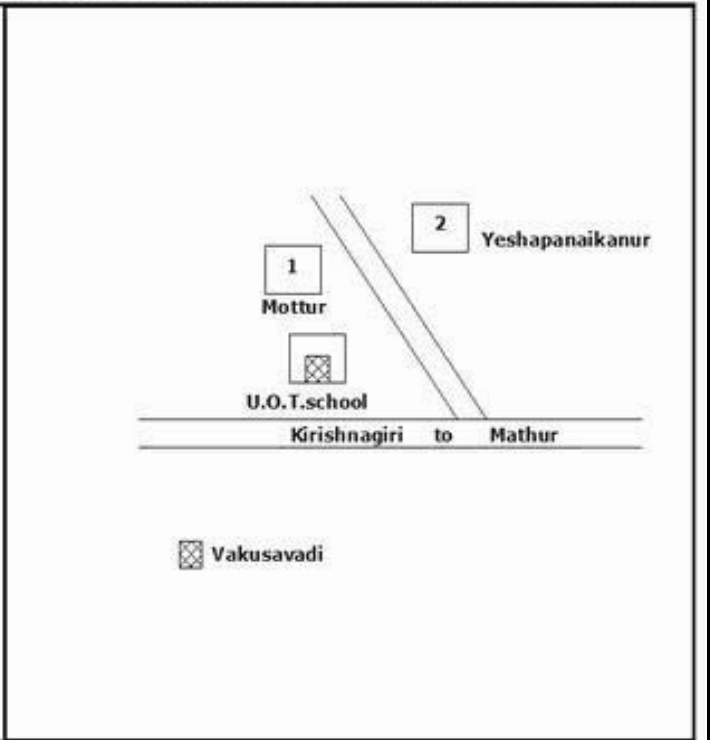 2
Yeshapanaikanur
1
Mottur
U.O.T.school
Kirishnagiri to Mathur
Vakusavadi